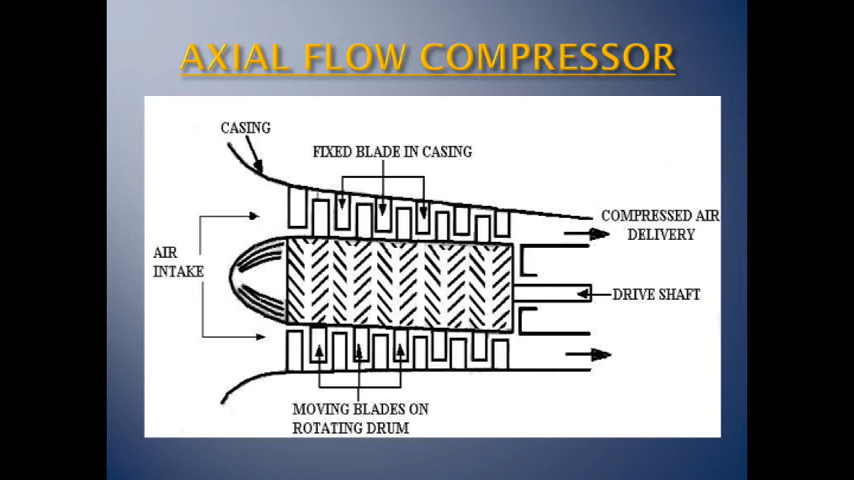 AXIAL FLOW COMPRESSOR
CASING
FIXED BLADE IN CASING
COMPRESSED AIR
DELIVERY
AIR
INTAKE
DRIVE SHAFT
MOVING BLADES ON
ROTATING DRUM